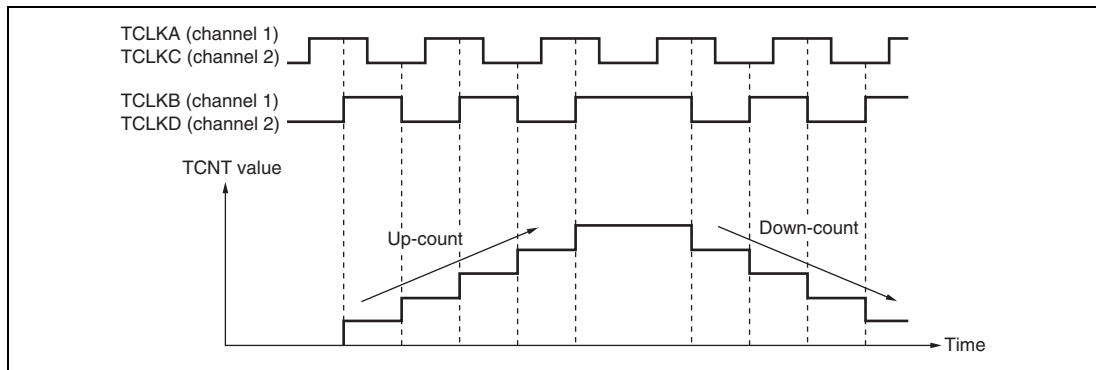 TCLKA (channel 1)
TCLKC (channel 2)
TCLKB (channel 1)
TCLKD (channel 2)
TCNT value
Up-count
Down-count
Time